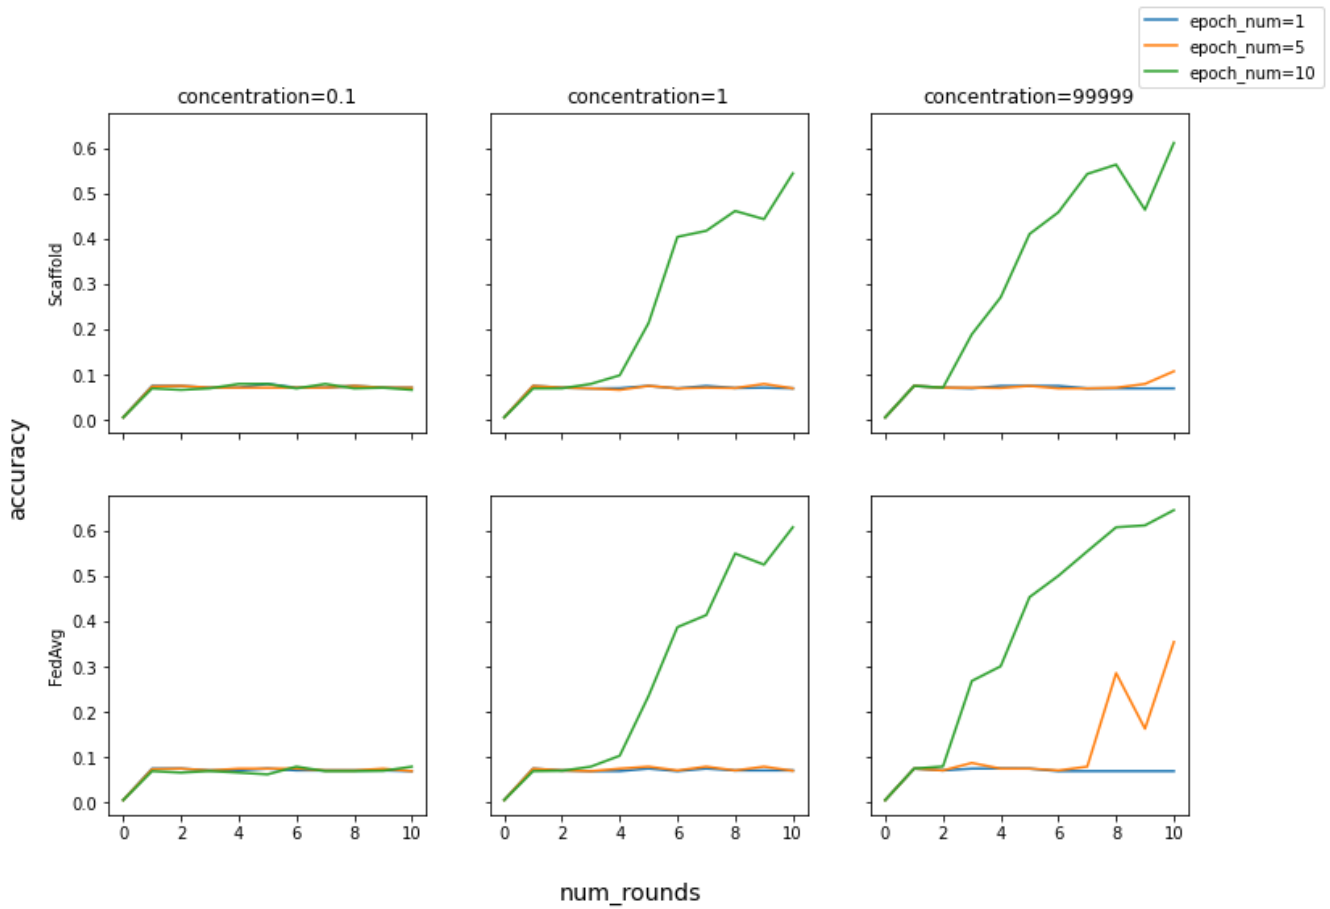 epoch_num=1
epoch_num=5
epoch_num=10
concentration=0.1
concentration=1
concentration=99999
0.6
0.5
0.4
0.3
0.2
0.1
0.0
Scaffold
accuracy
0.6
0.5
0.4
0.3
0.2
0.1
0.0
FedAvg
0 2 4 6 8 10
0 2 4 6 8 10
0 2 4 6 8 10
num_rounds